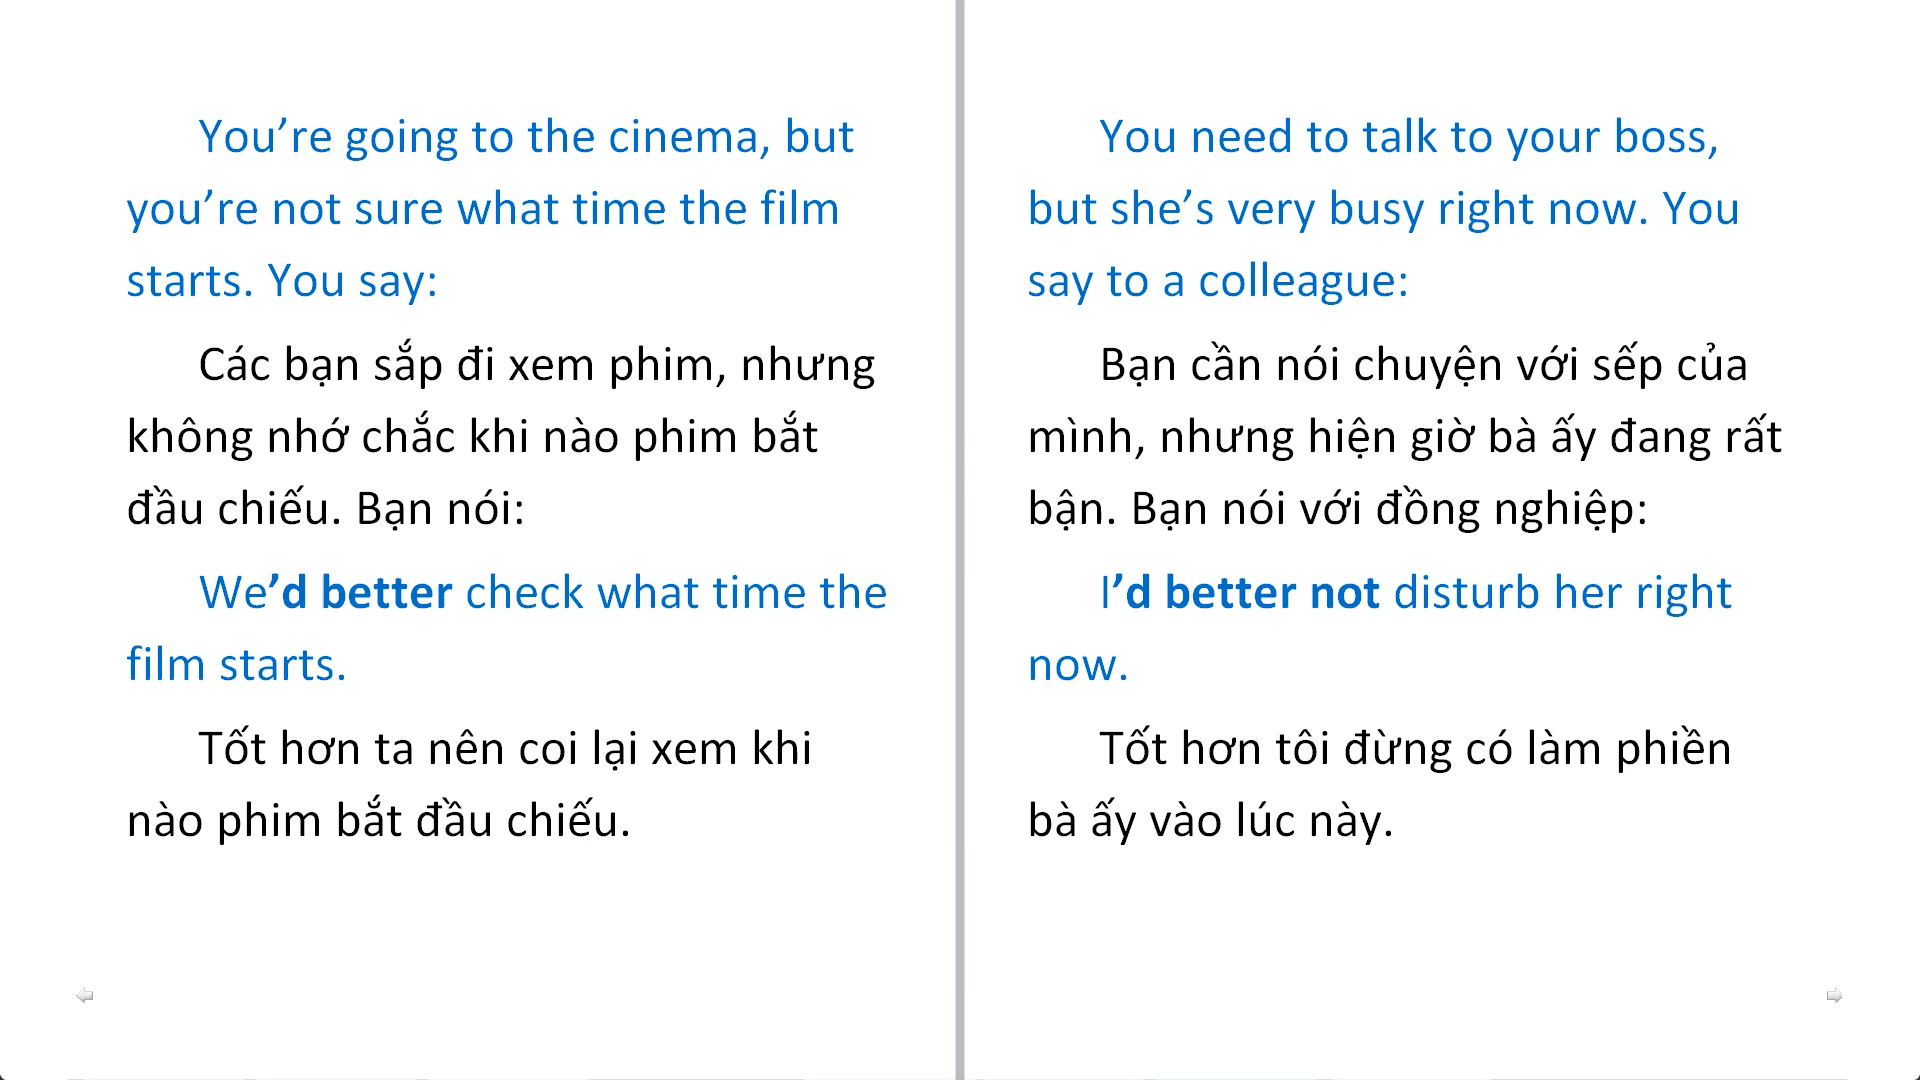 You’re going to the cinema, but
you’re not sure what time the film
starts. You say:
Các bạn sắp đi xem phim, nhưng
không nhớ chắc khi nào phim bắt
đầu chiếu. Bạn nói:
We’d better check what time the
film starts.
Tốt hơn ta nên coi lại xem khi
nào phim bắt đầu chiếu.
You need to talk to your boss,
but she’s very busy right now. You
say to a colleague:
Bạn cần nói chuyện với sếp của
mình, nhưng hiện giờ bà ấy đang rất
bận. Bạn nói với đồng nghiệp:
I’d better not disturb her right
now.
Tốt hơn tôi đừng có làm phiền
bà ấy vào lúc này.